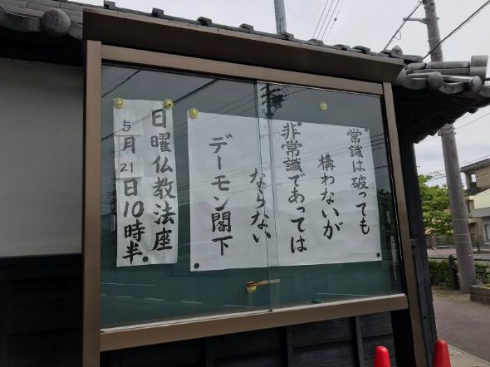 常識は破っても
構わないが
非常識であっては
ならない
デーモン閣下
日曜仏教法座
5月21日10時半